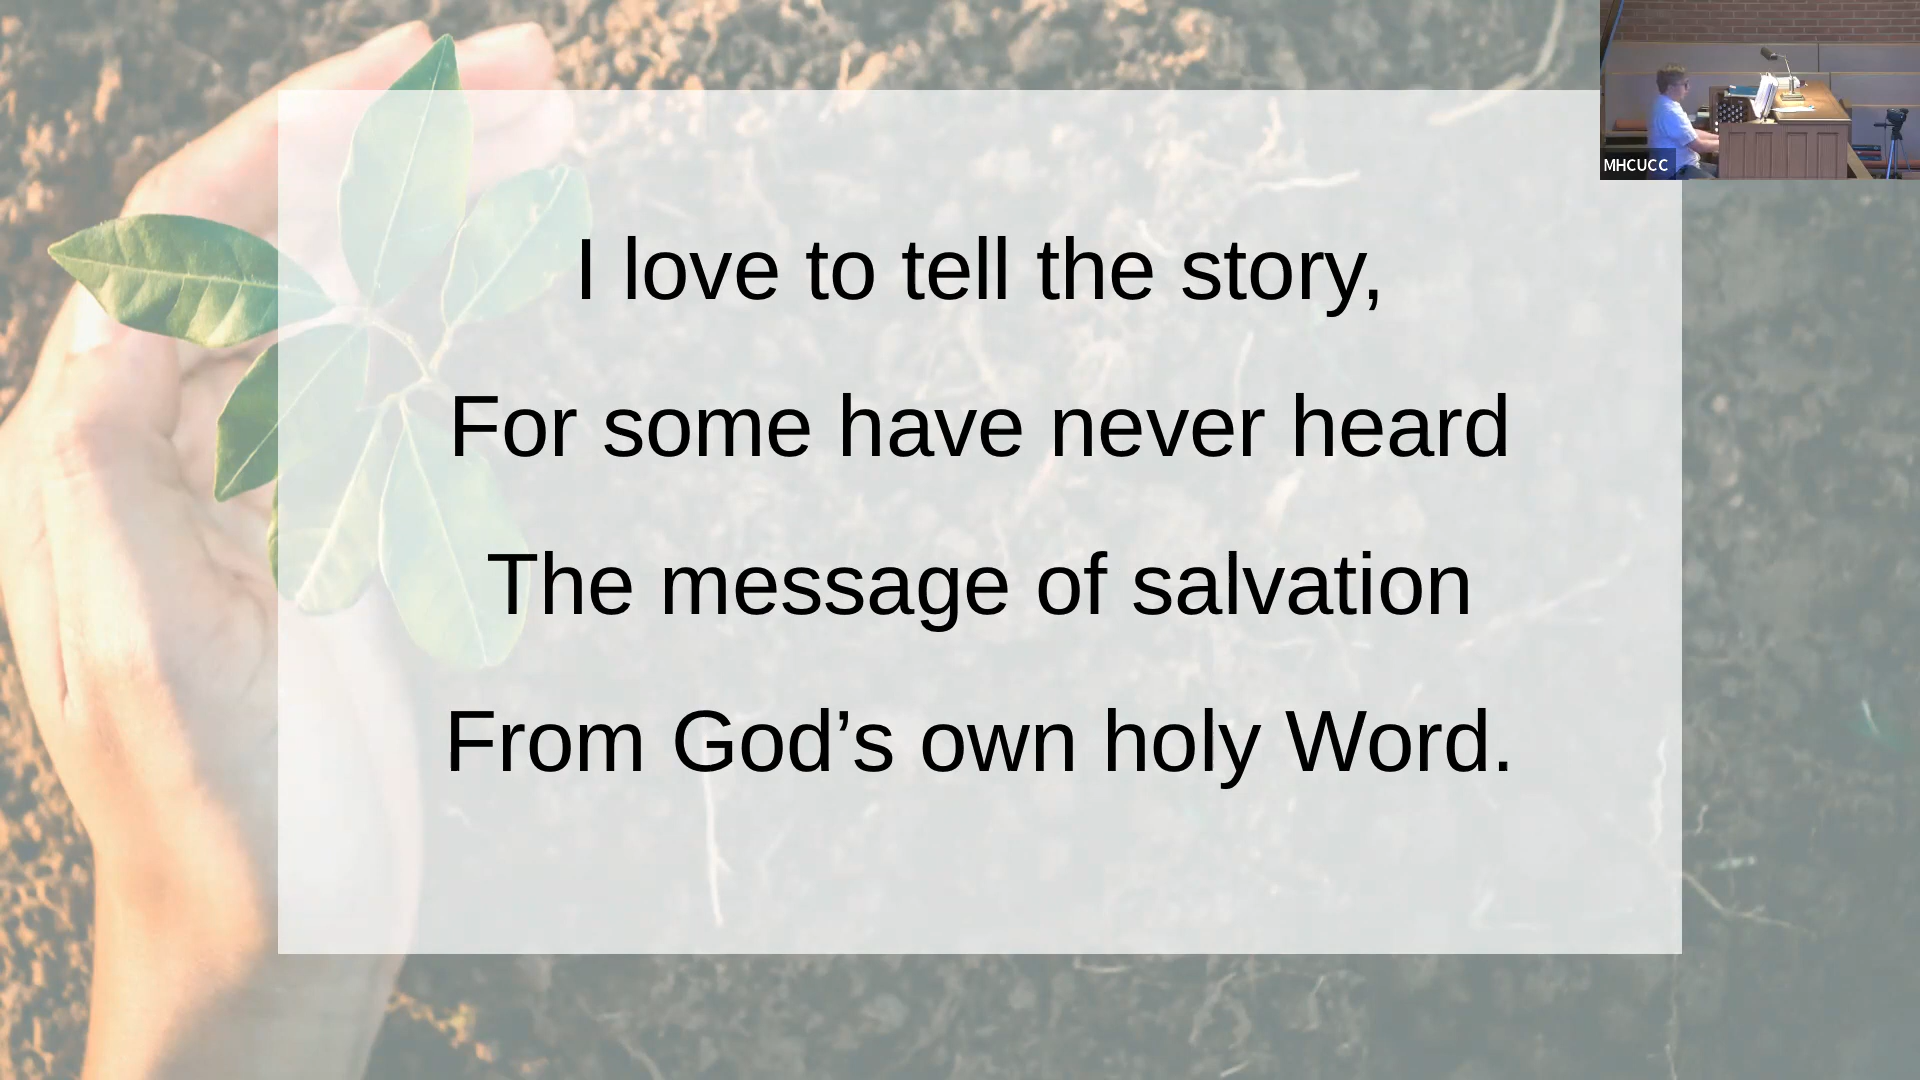 I love to tell the story,
For some have never heard
The message of salvation
From God’s own holy Word.
MHCUCC